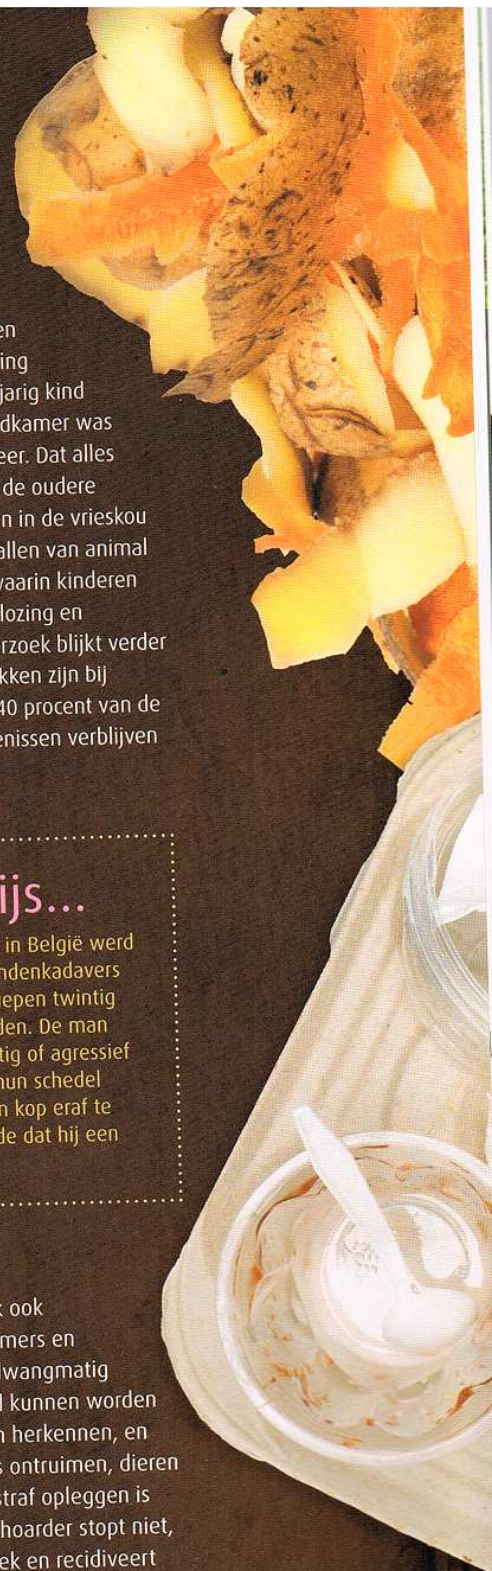 en
ing
jarig kind
dkamer was
eer. Dat alles
de oudere
n in de vrieskou
allen van animal
vaarin kinderen
lozing en
rzoek blijkt verder
kken zijn bij
40 procent van de
enissen verblijven
ijs...
in België werd
ndenkadavers
iepen twintig
den. De man
tig of agressief
hun schedel
n kop eraf te
de dat hij een
k ook
mers en
dwangmatig
l kunnen worden
n herkennen, en
s ontruimen, dieren
straf opleggen is
hoarder stopt niet,
ek en recidiveert